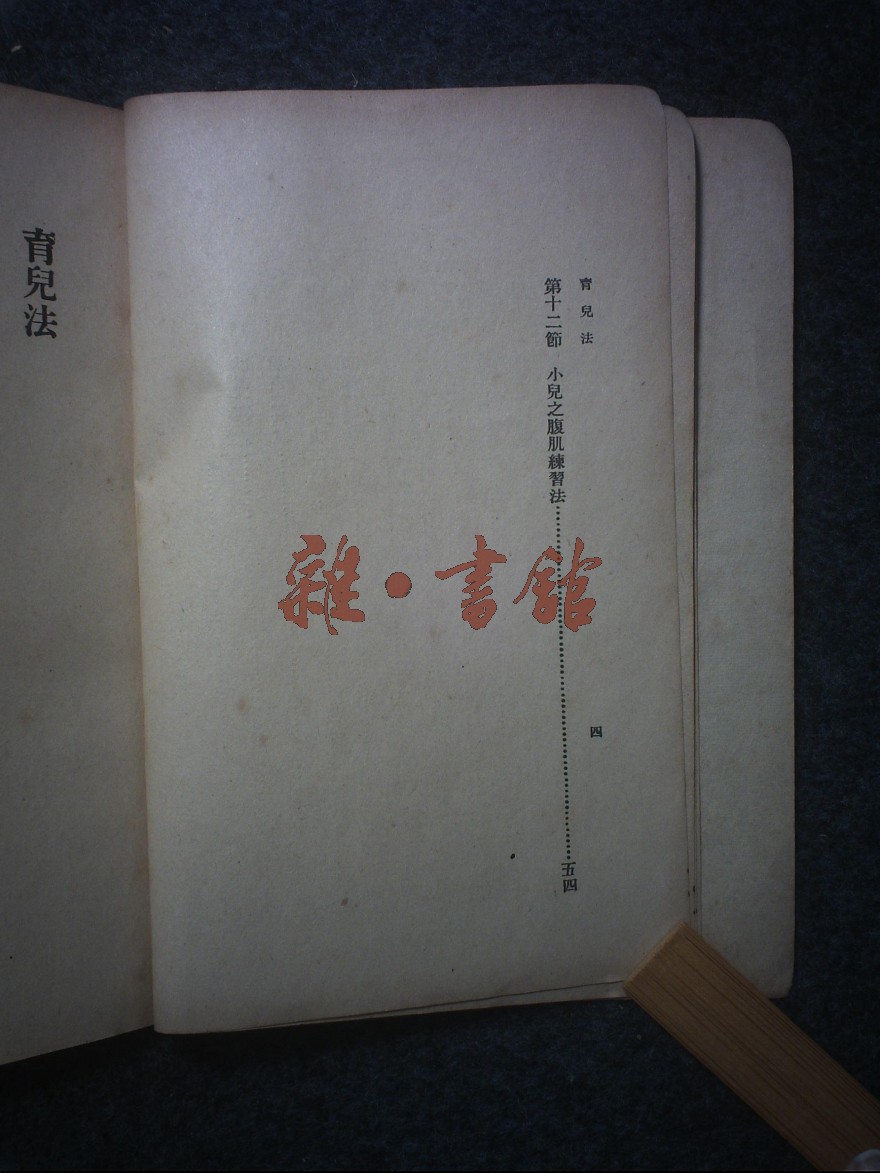 育兒法
四
第十二節　小兒之腹肌練習法……五四
雜·書館
育兒法